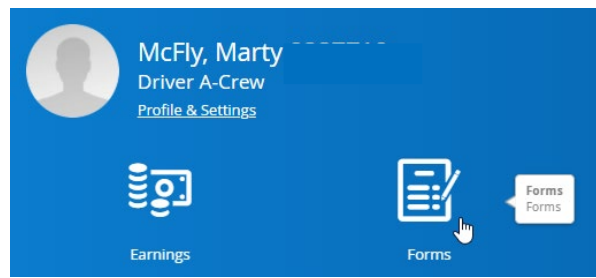 McFly, Marty
Driver A-Crew
Profile & Settings
Forms
Forms
Earnings
Forms